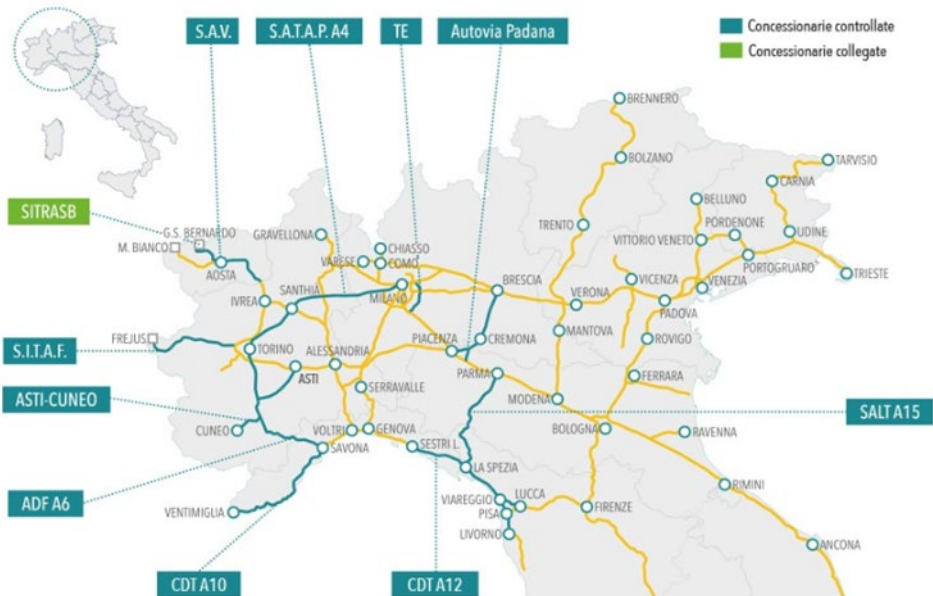 S.A.V.
S.A.T.A.P. A4
TE
Autovia Padana
Concessionarie controllate
Concessionarie collegate
BRENNERO
BOLZANO
TARVISIO
CARNIA
SITRASB
BELLUNO
G.S. BERNARDO
GRAVELLONA
TRENTO
PORDENONE
M. BIANCO
CHIASSO
VITTORIO VENETO
UDINE
VARESE
COMO
AOSTA
PORTOGRUARO
TRIESTE
SANTHIA
BRESCIA
VICENZA
VENEZIA
IVREA
MILANO
VERONA
PADOVA
FREJUS
CREMONA
MANTOVA
ROVIGO
S.I.T.A.F.
TORINO
ALESSANDRIA
PIACENZA
ASTI
PARMA
FERRARA
ASTI-CUNEO
SERRAVALLE
MODENA
SALT A15
CUNEO
VOLTRI
GENOVA
BOLOGNA
RAVENNA
SAVONA
SESTRI L.
LA SPEZIA
ADF A6
RIMINI
VENTIMIGLIA
VIAREGGIO
LUCCA
FIRENZE
PISA
LIVORNO
ANCONA
CDT A10
CDT A12